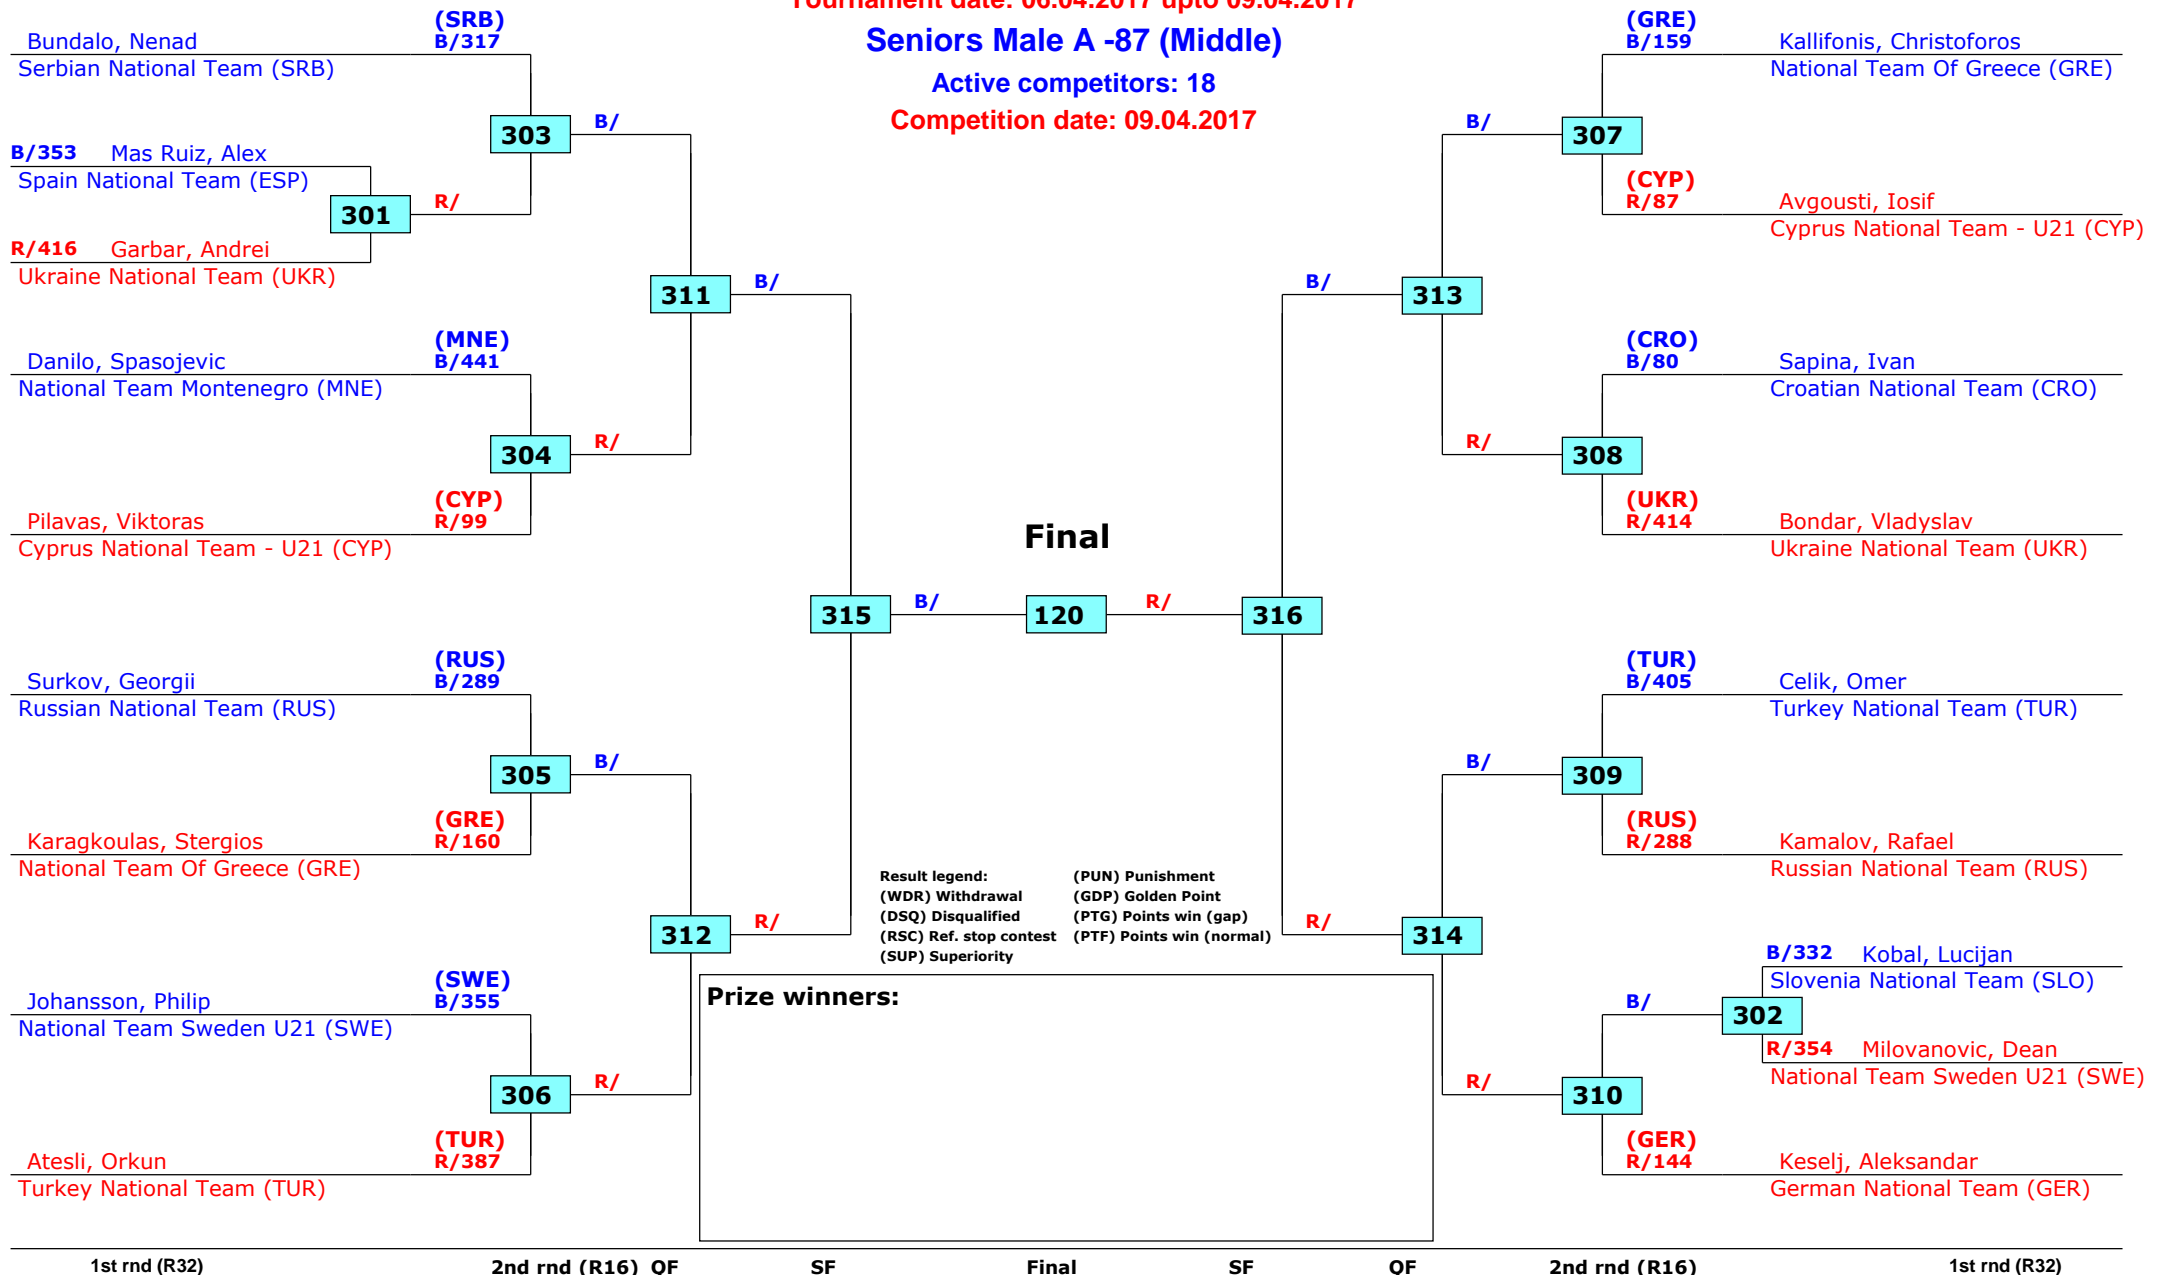 Tournament date: 06.04.2017 upto 09.04.2017
Seniors Male A -87 (Middle)
Active competitors: 18
Competition date: 09.04.2017
(SRB)
Bundalo, Nenad B/317
Serbian National Team (SRB)
303 B/
B/353 Mas Ruiz, Alex
Spain National Team (ESP)
301 R/
R/416 Garbar, Andrei
Ukraine National Team (UKR)
311 B/
(MNE)
Danilo, Spasojevic B/441
National Team Montenegro (MNE)
304 R/
(CYP)
Pilavas, Viktoras R/99
Cyprus National Team - U21 (CYP)
315 B/
(RUS)
Surkov, Georgii B/289
Russian National Team (RUS)
305 B/
(GRE)
Karagkoulas, Stergios R/160
National Team Of Greece (GRE)
312 R/
(SWE)
Johansson, Philip B/355
National Team Sweden U21 (SWE)
306 R/
(TUR)
Atesli, Orkun R/387
Turkey National Team (TUR)
Final
120
R/ 316
(GRE)
B/159 Kallifonis, Christoforos
National Team Of Greece (GRE)
B/ 307
(CYP)
R/87 Avgousti, Iosif
Cyprus National Team - U21 (CYP)
B/ 313
(CRO)
B/80 Sapina, Ivan
Croatian National Team (CRO)
R/ 308
(UKR)
R/414 Bondar, Vladyslav
Ukraine National Team (UKR)
(TUR)
B/405 Celik, Omer
Turkey National Team (TUR)
B/ 309
(RUS)
R/288 Kamalov, Rafael
Russian National Team (RUS)
R/ 314
B/332 Kobal, Lucijan
Slovenia National Team (SLO)
B/ 302
R/354 Milovanovic, Dean
National Team Sweden U21 (SWE)
R/ 310
(GER)
R/144 Keselj, Aleksandar
German National Team (GER)
Result legend: (PUN) Punishment
(WDR) Withdrawal (GDP) Golden Point
(DSQ) Disqualified (PTG) Points win (gap)
(RSC) Ref. stop contest (PTF) Points win (normal)
(SUP) Superiority
Prize winners:
1st rnd (R32) 2nd rnd (R16) QF SF Final SF QF 2nd rnd (R16) 1st rnd (R32)